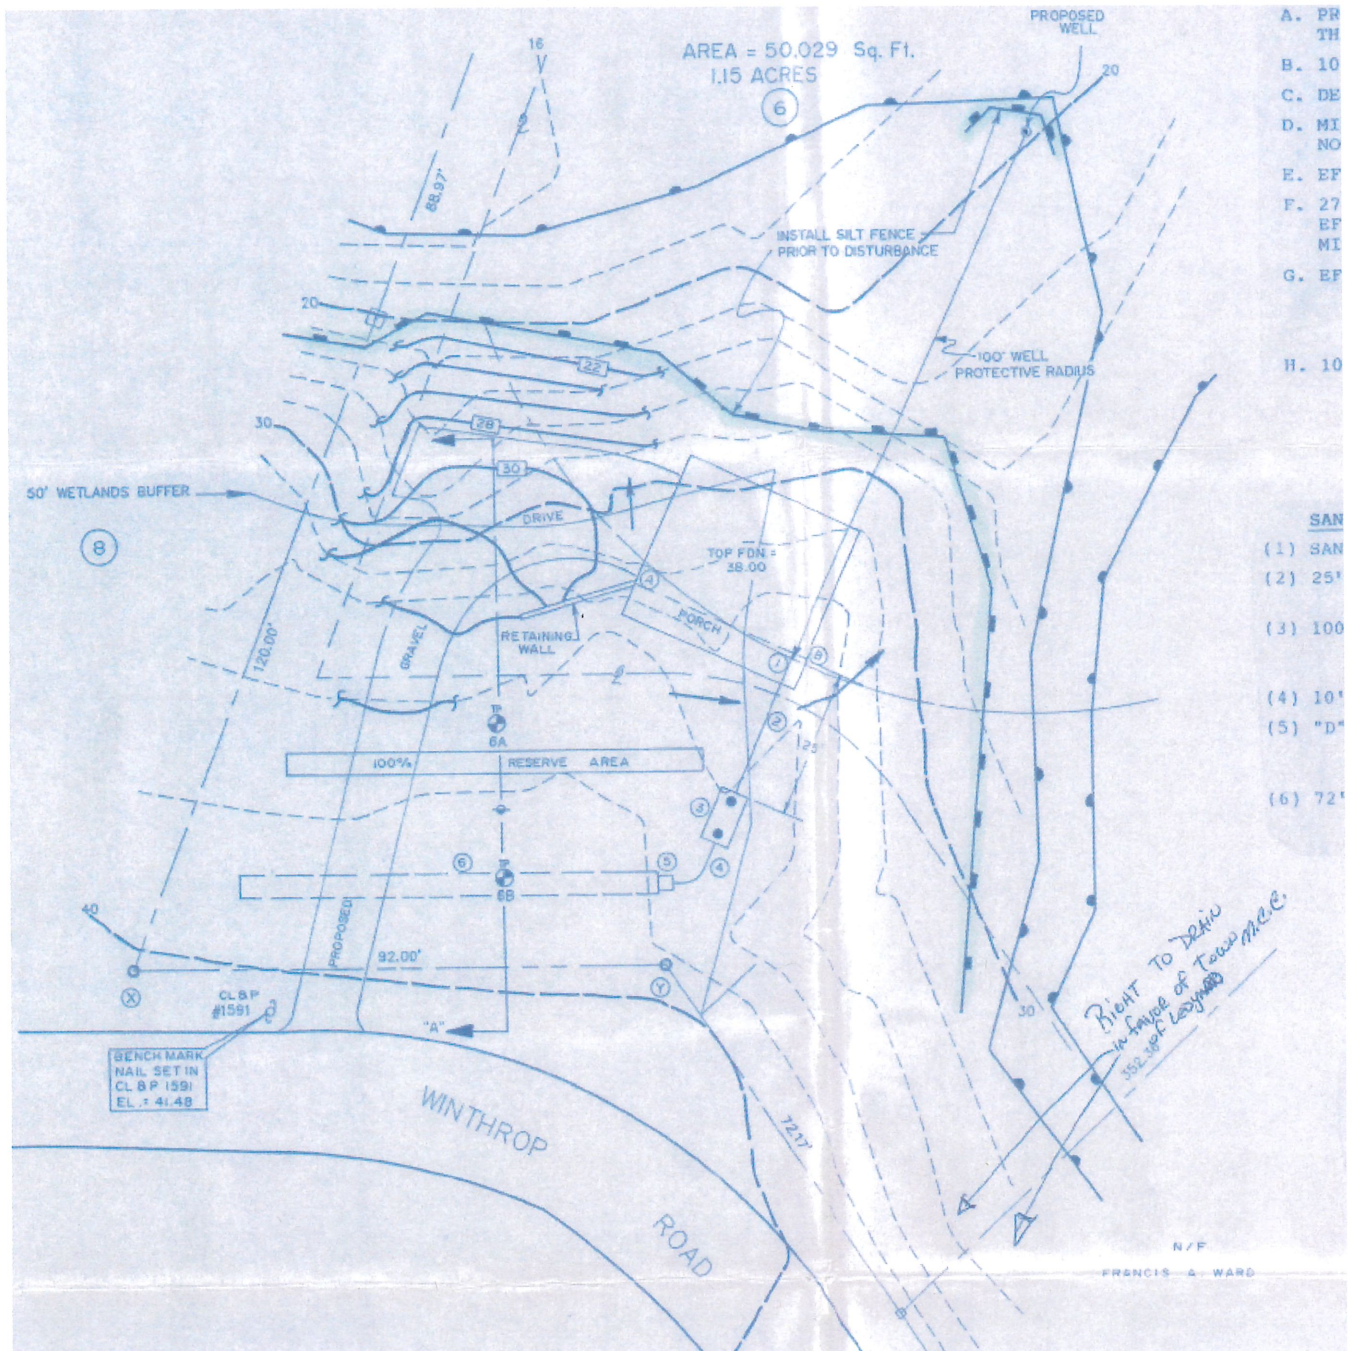 PROPOSED
WELL
16
AREA = 50,029 Sq. Ft.
1.15 ACRES
6
20
88.97'
INSTALL SILT FENCE
PRIOR TO DISTURBANCE
20
22
100' WELL
PROTECTIVE RADIUS
30
28
30
50' WETLANDS BUFFER
DRIVE
8
TOP FDN =
38.00
A
PORCH
RETAINING
WALL
GRAVEL
120.00'
1
B
2
25'
TP
6A
100% RESERVE AREA
3
4
6
5
TP
6B
40
PROPOSED
92.00'
X
Y
CL&P
#1591
"A"
BENCH MARK
NAIL SET IN
CL&P 1591
EL. = 41.48
WINTHROP
ROAD
72.17'
30
RIGHT TO DRAIN
in favor of Town
of Ledyard
352.38'
N/F
FRANCIS A. WARD
A. PR
TH
B. 10
C. DE
D. MI
NO
E. EF
F. 27
EF
MI
G. EF
H. 10
SAN
(1) SAN
(2) 25'
(3) 100
(4) 10'
(5) "D"
(6) 72'